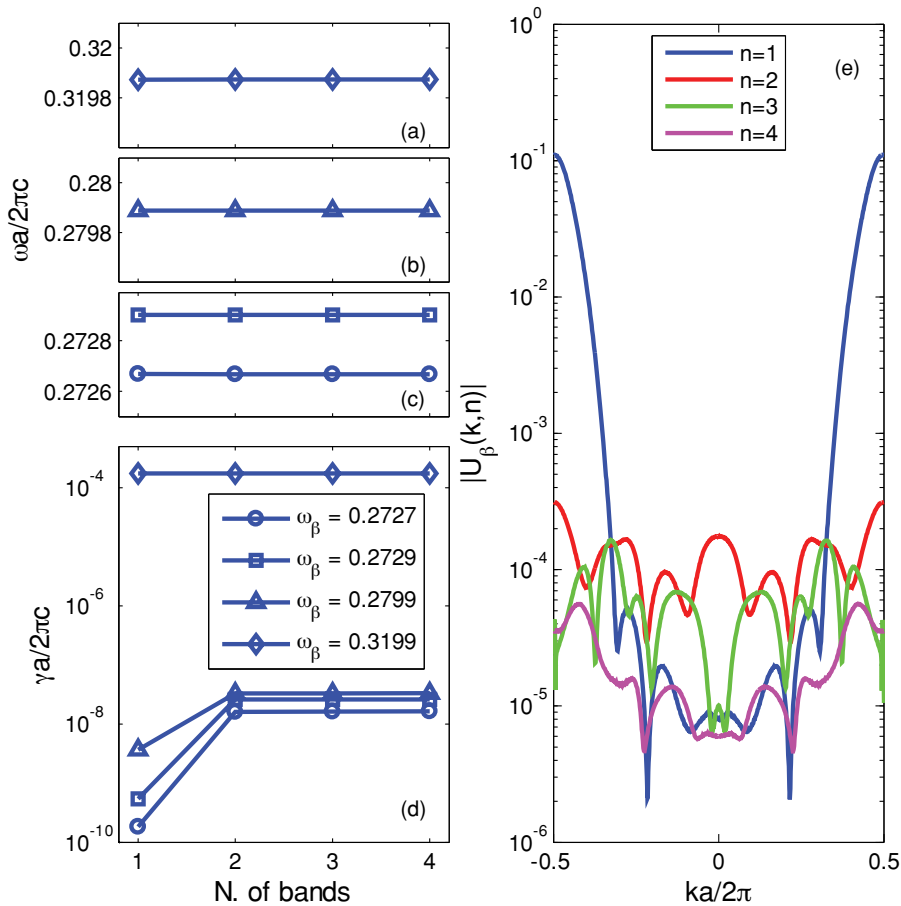 0.32
0.3198
(a)
0.28
0.2798
(b)
ωa/2πc
0.2728
0.2726
(c)
10^-4
10^-6
10^-8
10^-10
γa/2πc
ω_β = 0.2727
ω_β = 0.2729
ω_β = 0.2799
ω_β = 0.3199
(d)
1 2 3 4
N. of bands
10^0
10^-1
10^-2
10^-3
10^-4
10^-5
10^-6
|U_β(k,n)|
n=1
n=2
n=3
n=4
(e)
-0.5 0 0.5
ka/2π